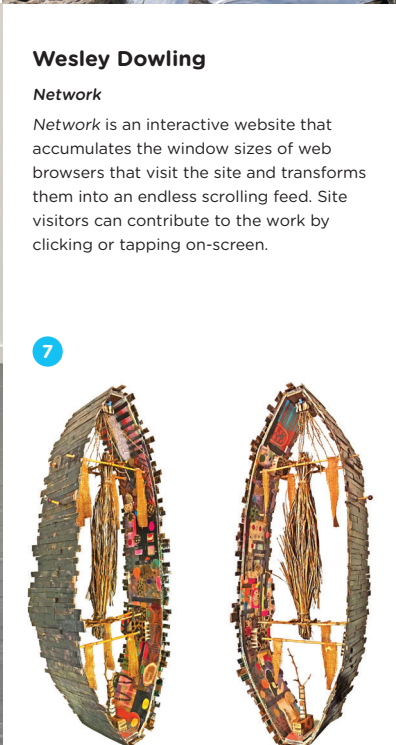 Wesley Dowling
Network
Network is an interactive website that
accumulates the window sizes of web
browsers that visit the site and transforms
them into an endless scrolling feed. Site
visitors can contribute to the work by
clicking or tapping on-screen.
7